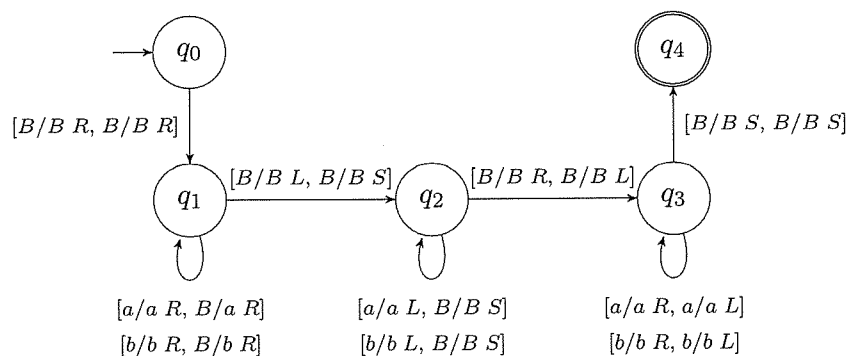 q0 q4
[B/B R, B/B R] [B/B S, B/B S]
q1 [B/B L, B/B S] q2 [B/B R, B/B L] q3
[a/a R, B/a R] [a/a L, B/B S] [a/a R, a/a L]
[b/b R, B/b R] [b/b L, B/B S] [b/b R, b/b L]